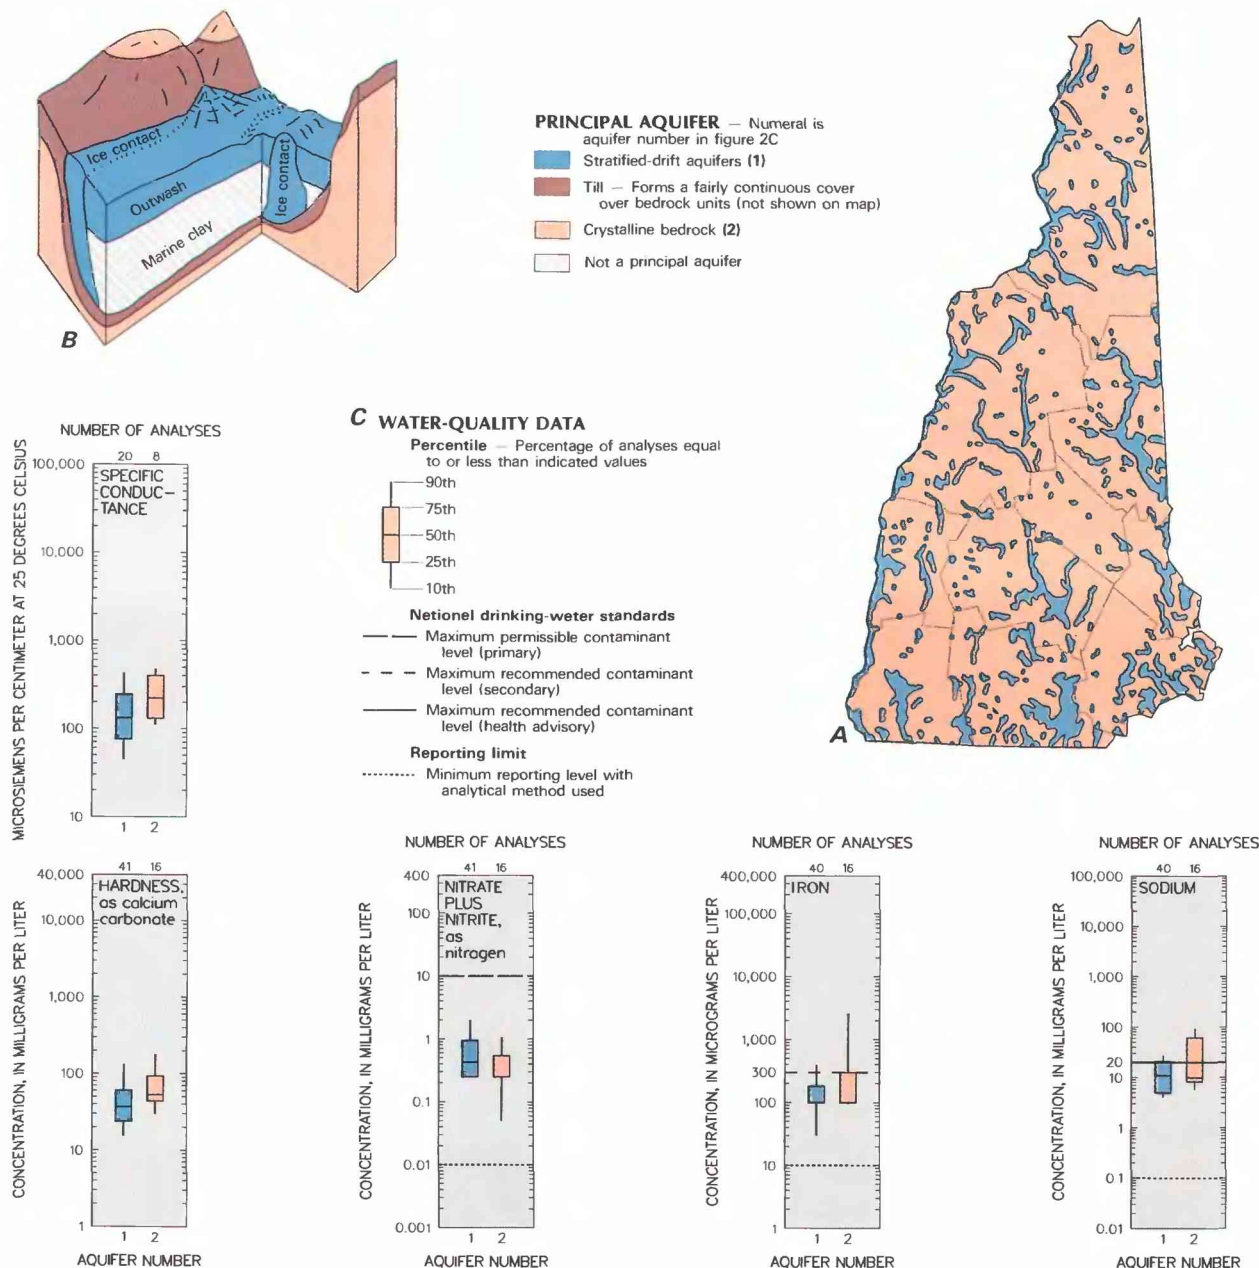 Ice contact
Outwash
Marine clay
Ice contact
B
PRINCIPAL AQUIFER — Numeral is
aquifer number in figure 2C
Stratified-drift aquifers (1)
Till — Forms a fairly continuous cover
over bedrock units (not shown on map)
Crystalline bedrock (2)
Not a principal aquifer
A
C WATER-QUALITY DATA
Percentile — Percentage of analyses equal
to or less than indicated values
90th
75th
50th
25th
10th
Netionel drinking-water standards
Maximum permissible contaminant
level (primary)
Maximum recommended contaminant
level (secondary)
Maximum recommended contaminant
level (health advisory)
Reporting limit
Minimum reporting level with
analytical method used
NUMBER OF ANALYSES
20 8
SPECIFIC
CONDUC-
TANCE
MICROSIEMENS PER CENTIMETER AT 25 DEGREES CELSIUS
100,000
10,000
1,000
100
10
1 2
41 16
HARDNESS,
as calcium
carbonate
CONCENTRATION, IN MILLIGRAMS PER LITER
40,000
10,000
1,000
100
10
1
1 2
AQUIFER NUMBER
NUMBER OF ANALYSES
41 16
NITRATE
PLUS
NITRITE,
as
nitrogen
CONCENTRATION, IN MILLIGRAMS PER LITER
400
100
10
1
0.1
0.01
0.001
1 2
AQUIFER NUMBER
NUMBER OF ANALYSES
40 16
IRON
CONCENTRATION, IN MICROGRAMS PER LITER
400,000
100,000
10,000
1,000
300
100
10
1
1 2
AQUIFER NUMBER
NUMBER OF ANALYSES
40 16
SODIUM
CONCENTRATION, IN MILLIGRAMS PER LITER
100,000
10,000
1,000
100
20
10
1
0 1
0.01
1 2
AQUIFER NUMBER